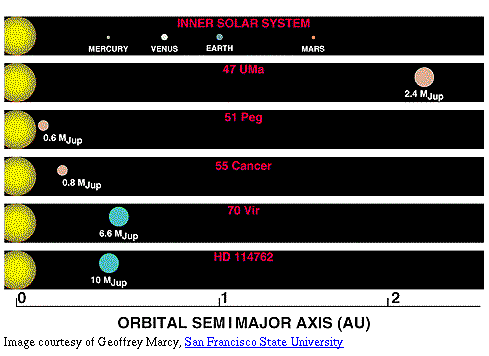 INNER SOLAR SYSTEM
MERCURY VENUS EARTH MARS
47 UMa
2.4 MJup
51 Peg
0.6 MJup
55 Cancer
0.8 MJup
70 Vir
6.6 MJup
HD 114762
10 MJup
0 1 2
ORBITAL SEMIMAJOR AXIS (AU)
Image courtesy of Geoffrey Marcy, San Francisco State University